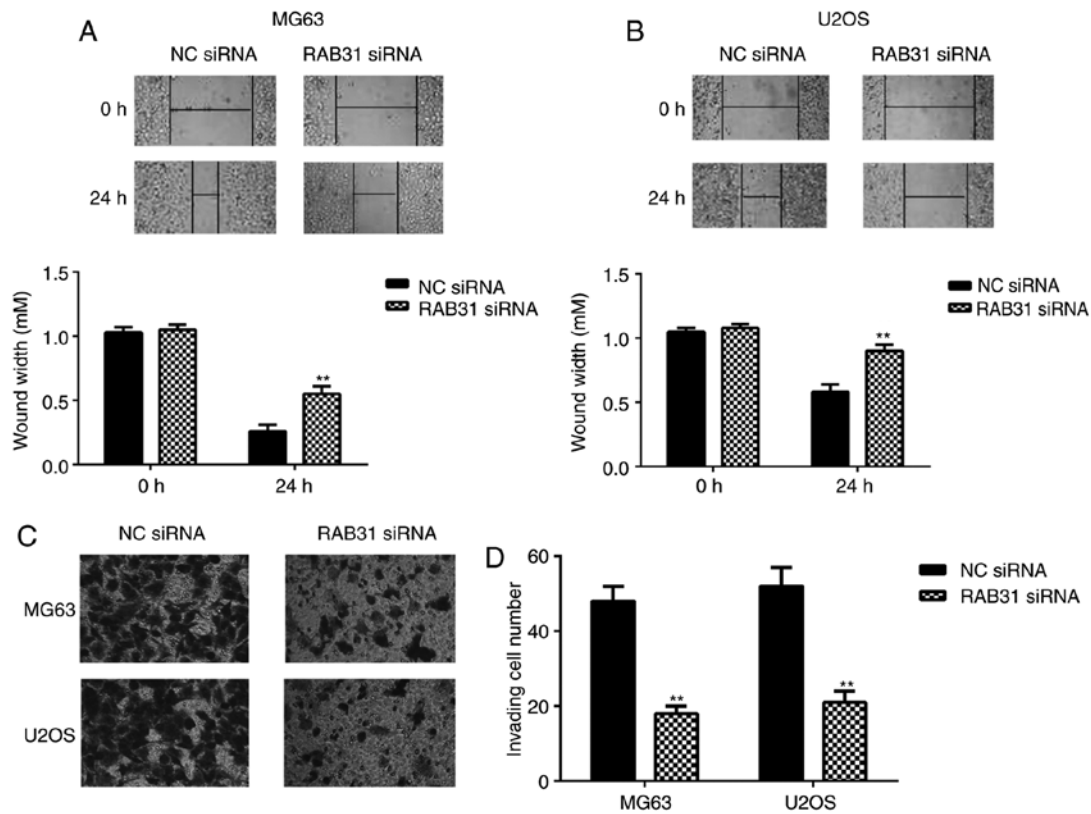 A
MG63
NC siRNA RAB31 siRNA
0 h
24 h
Wound width (mM)
1.5
1.0
0.5
0.0
0 h 24 h
**
NC siRNA
RAB31 siRNA
B
U2OS
NC siRNA RAB31 siRNA
0 h
24 h
Wound width (mM)
1.5
1.0
0.5
0.0
0 h 24 h
**
NC siRNA
RAB31 siRNA
C
NC siRNA RAB31 siRNA
MG63
U2OS
D
Invading cell number
60
40
20
0
** **
MG63 U2OS
NC siRNA
RAB31 siRNA